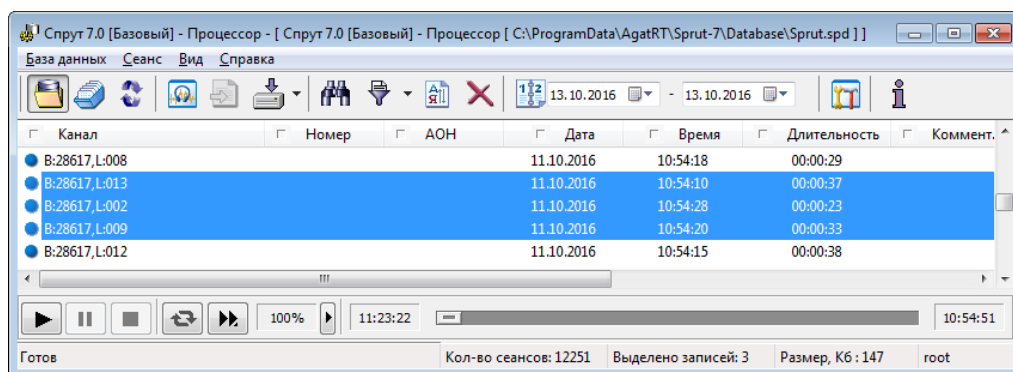 Спрут 7.0 [Базовый] - Процессор - [ Спрут 7.0 [Базовый] - Процессор [ C:\ProgramData\AgatRT\Sprut-7\Database\Sprut.spd ] ]
База данных Сеанс Вид Справка
13.10.2016 - 13.10.2016
Канал Номер АОН Дата Время Длительность Коммент.
B:28617,L:008 11.10.2016 10:54:18 00:00:29
B:28617,L:013 11.10.2016 10:54:10 00:00:37
B:28617,L:002 11.10.2016 10:54:28 00:00:23
B:28617,L:009 11.10.2016 10:54:20 00:00:33
B:28617,L:012 11.10.2016 10:54:15 00:00:38
100% 11:23:22 10:54:51
Готов Кол-во сеансов: 12251 Выделено записей: 3 Размер, Кб : 147 root